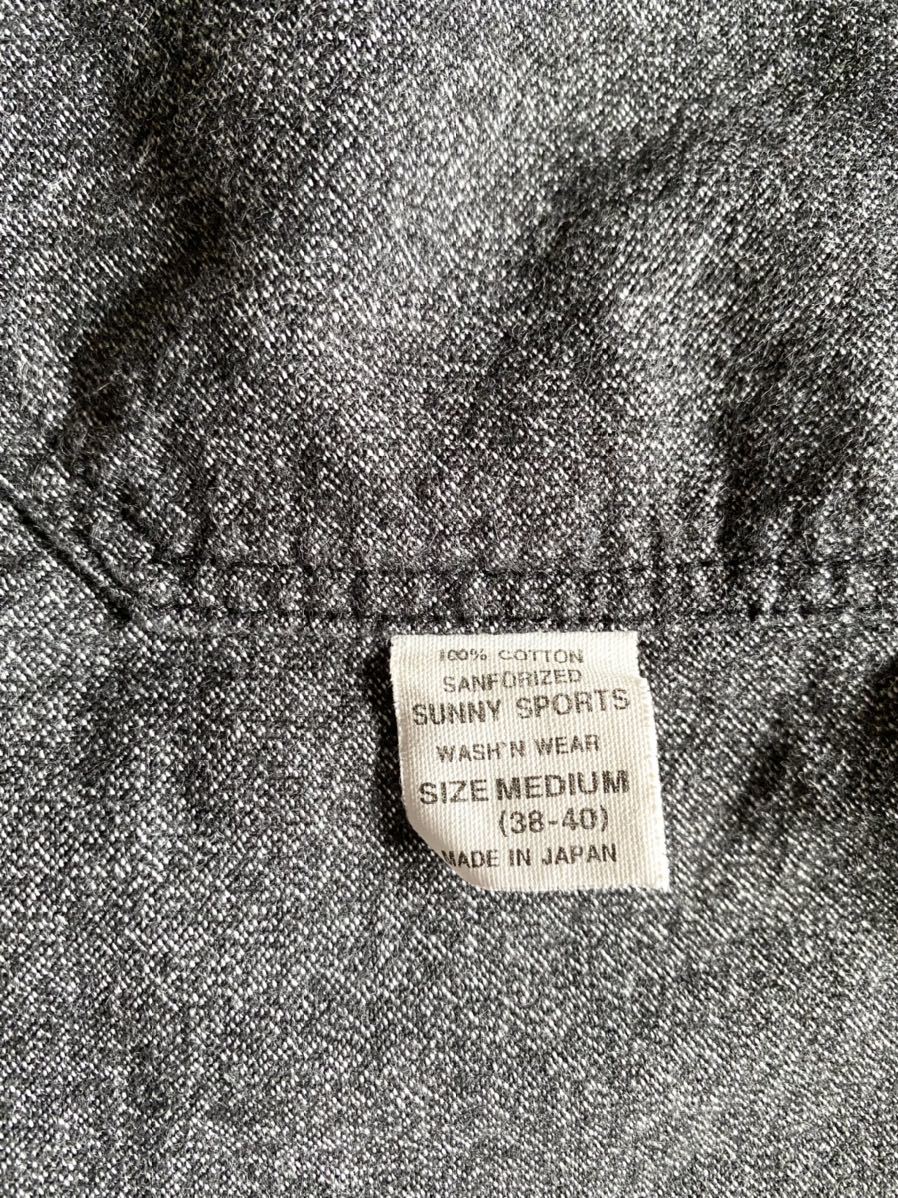 100% COTTON
SANFORIZED
SUNNY SPORTS
WASH'N WEAR
SIZE MEDIUM
(38-40)
MADE IN JAPAN